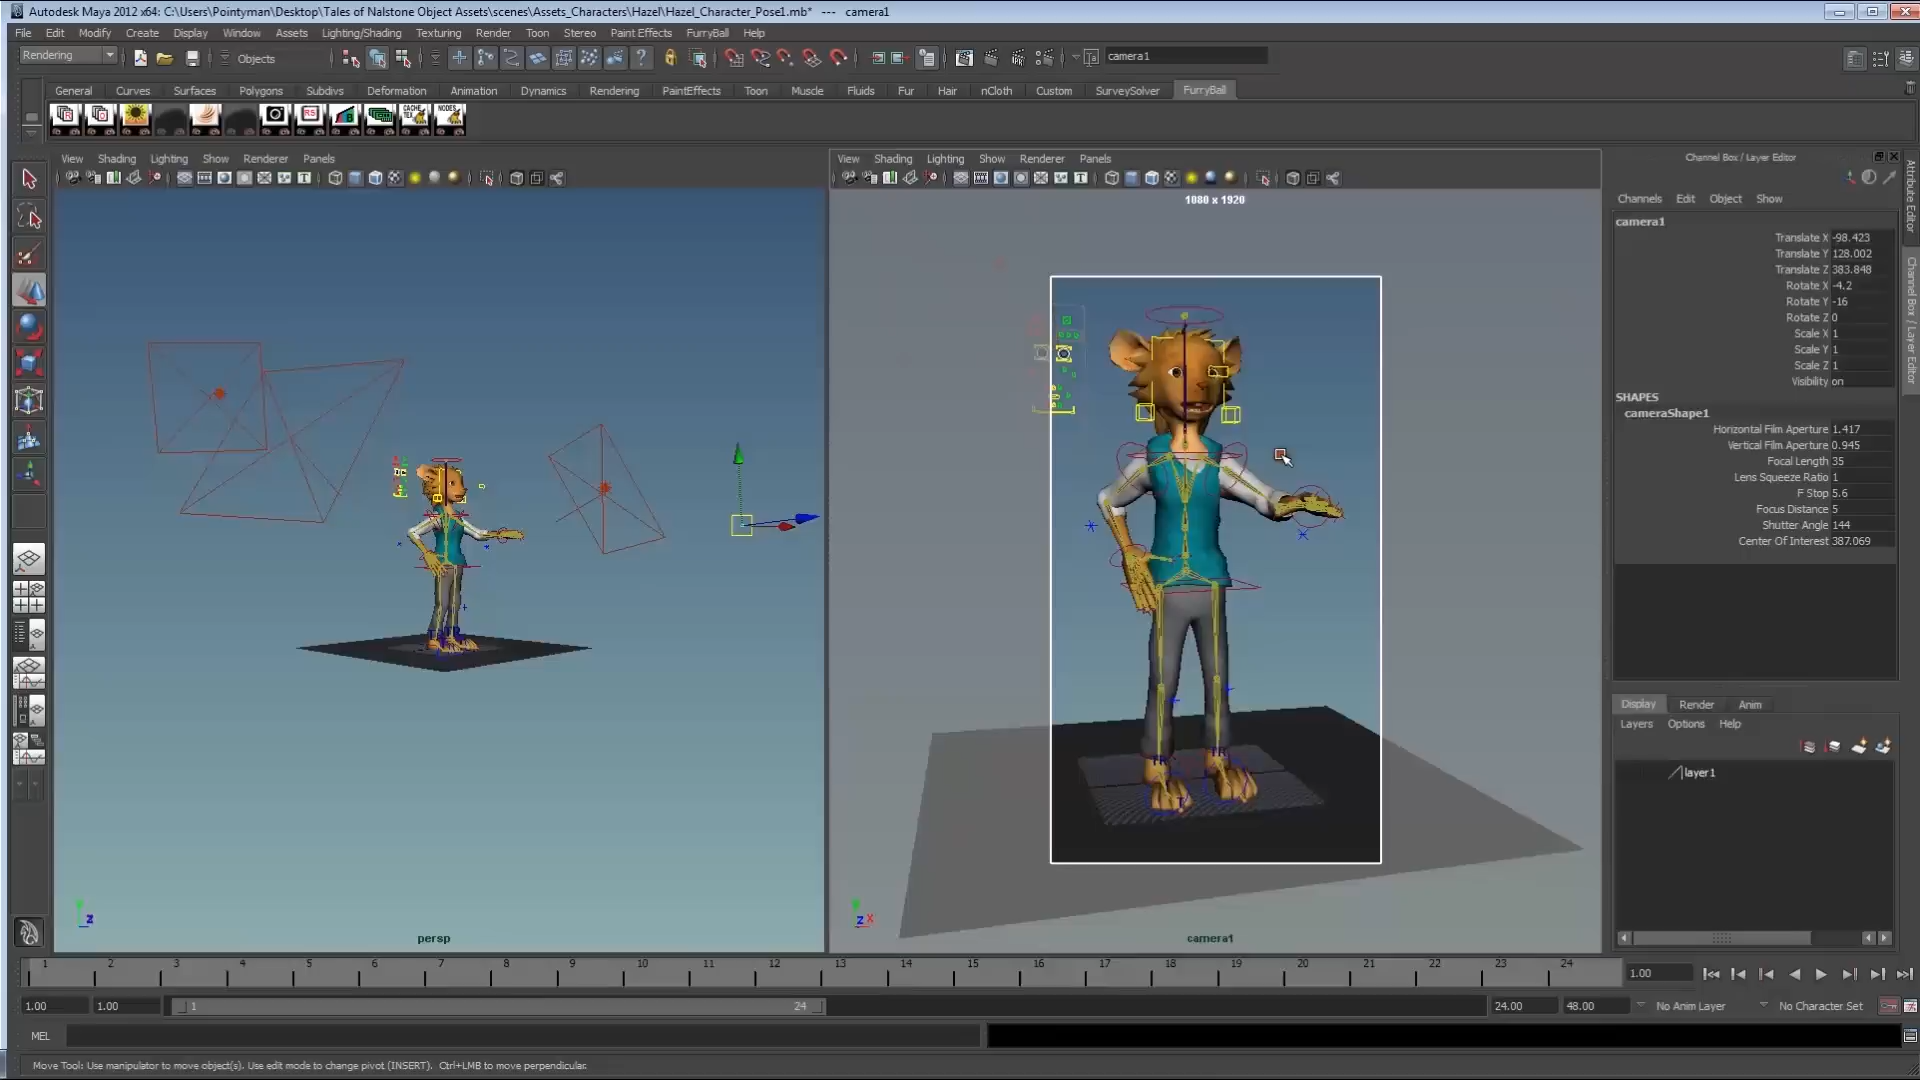 Autodesk Maya 2012 x64: C:\Users\Pointyman\Desktop\Tales of Nalstone Object Assets\scenes\Assets_Characters\Hazel\Hazel_Character_Pose1.mb* --- camera1
File Edit Modify Create Display Window Assets Lighting/Shading Texturing Render Toon Stereo Paint Effects FurryBall Help
Rendering Objects camera1
General Curves Surfaces Polygons Subdivs Deformation Animation Dynamics Rendering PaintEffects Toon Muscle Fluids Fur Hair nCloth Custom SurveySolver FurryBall
CACHE TEX NODES
View Shading Lighting Show Renderer Panels
View Shading Lighting Show Renderer Panels
1080 x 1920
persp
camera1
Channel Box / Layer Editor
Channels Edit Object Show
camera1
Translate X -98.423
Translate Y 128.002
Translate Z 383.848
Rotate X -4.2
Rotate Y -16
Rotate Z 0
Scale X 1
Scale Y 1
Scale Z 1
Visibility on
SHAPES
cameraShape1
Horizontal Film Aperture 1.417
Vertical Film Aperture 0.945
Focal Length 35
Lens Squeeze Ratio 1
F Stop 5.6
Focus Distance 5
Shutter Angle 144
Center Of Interest 387.069
Display Render Anim
Layers Options Help
layer1
Attribute Editor
Channel Box / Layer Editor
1 2 3 4 5 6 7 8 9 10 11 12 13 14 15 16 17 18 19 20 21 22 23 24 1.00
1.00 1.00 1 24 24.00 48.00 No Anim Layer No Character Set
MEL
Move Tool: Use manipulator to move object(s). Use edit mode to change pivot (INSERT). Ctrl+LMB to move perpendicular.